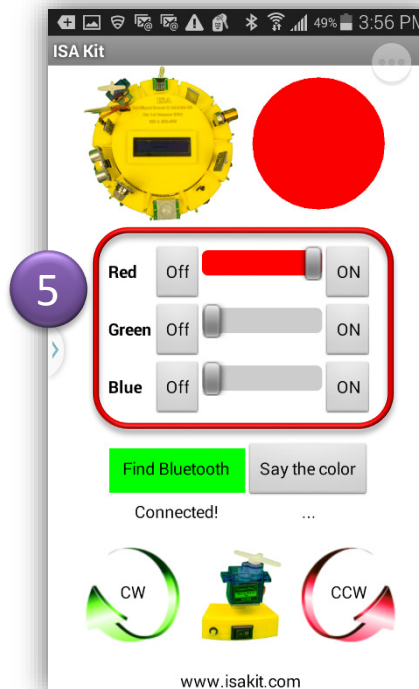 49% 3:56 PM
ISA Kit
ISA
5
Red Off ON
Green Off ON
Blue Off ON
Find Bluetooth Say the color
Connected! ...
CW CCW
www.isakit.com